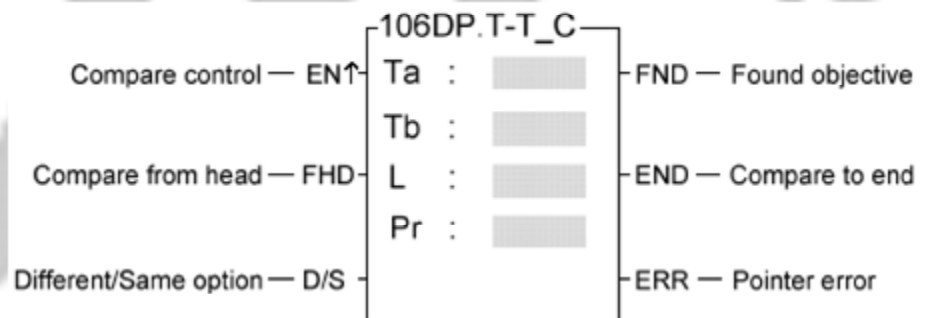 106DP.T-T_C
Compare control — EN↑ Ta : FND — Found objective
Tb :
Compare from head — FHD L : END — Compare to end
Pr :
Different/Same option — D/S ERR — Pointer error